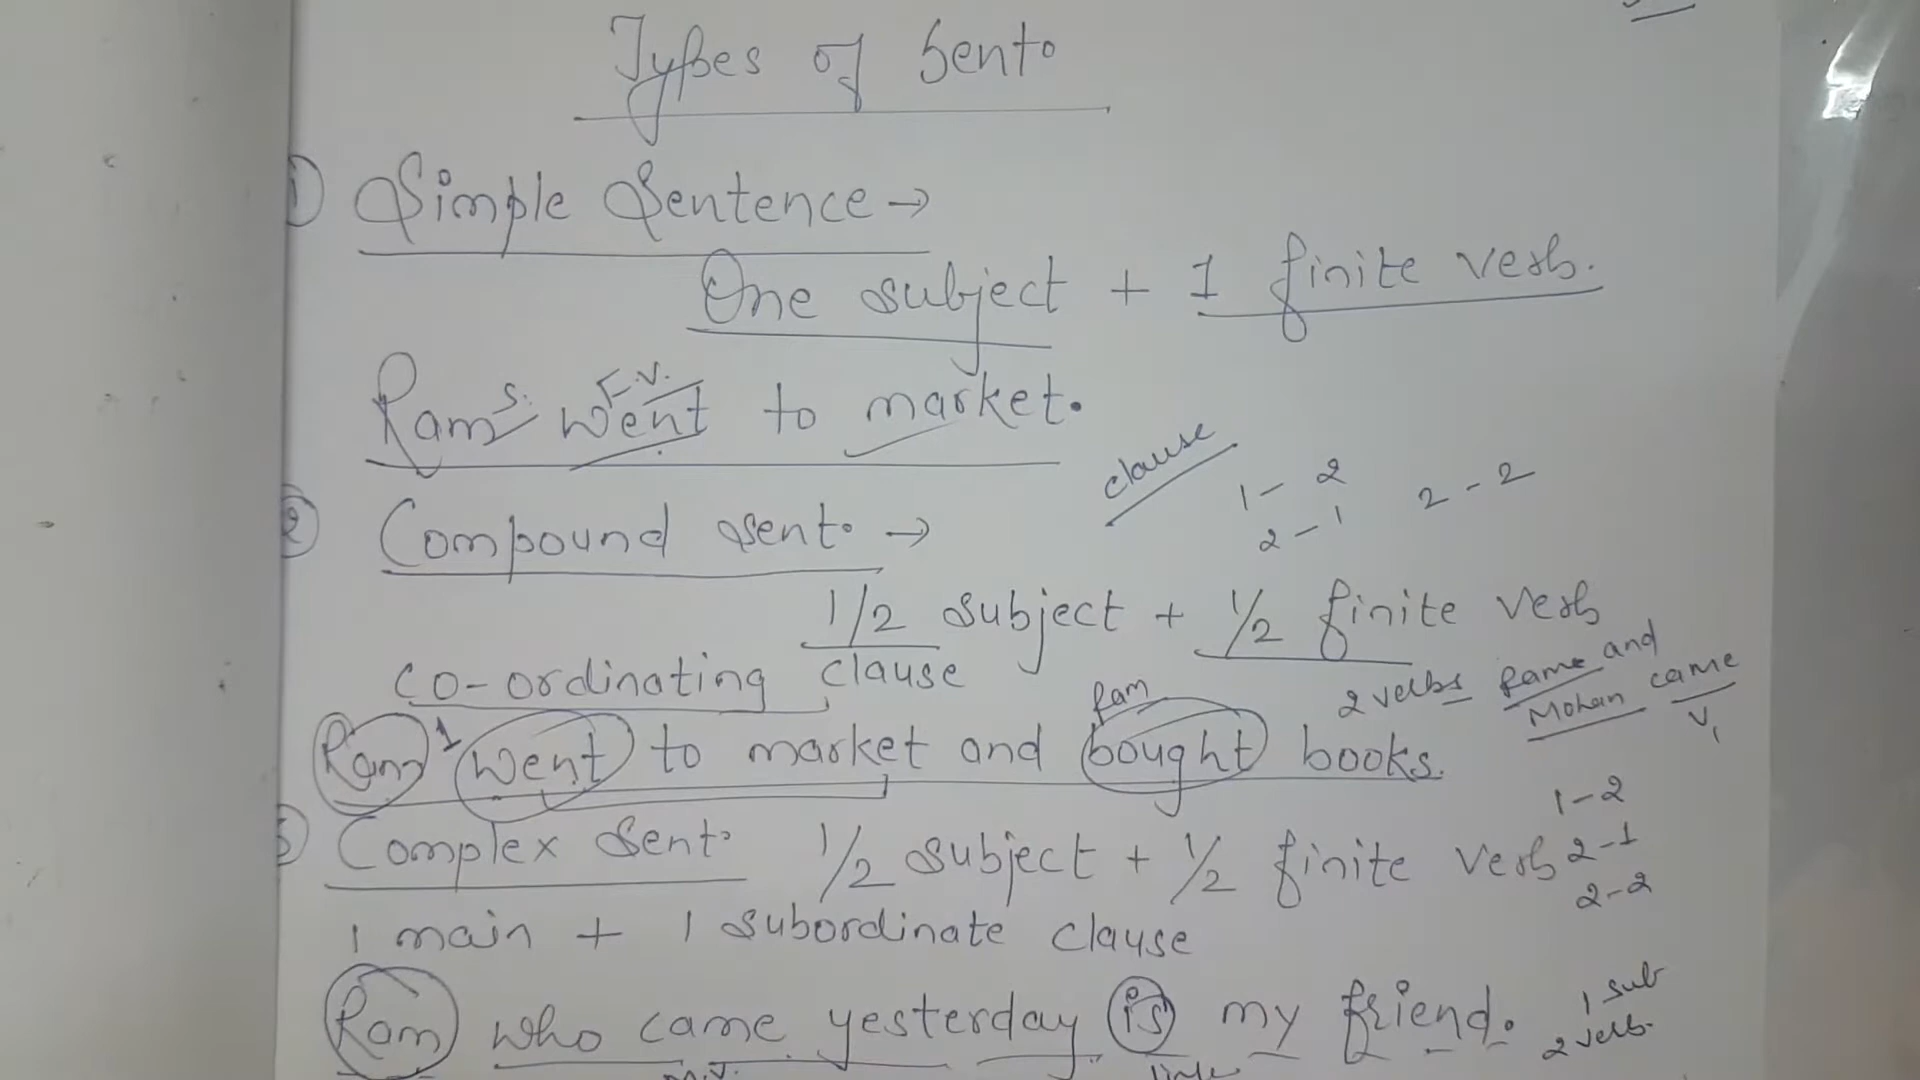 Types of Sent.
1) Simple Sentence →
One subject + 1 finite verb.
S. F.V.
Ram went to market.
clause
1 - 2 2 - 2
2 - 1
2 Compound sent. →
1/2 subject + 1/2 finite verb
co-ordinating clause
2 verbs Rame and
Mohan came
V1
Ram
Ram 1 went to market and bought books.
1-2
3) Complex Sent. 1/2 subject + 1/2 finite verb 2-1
2-2
1 main + 1 subordinate clause
Ram who came yesterday is my friend.
1 sub
2 verb.
M.V.